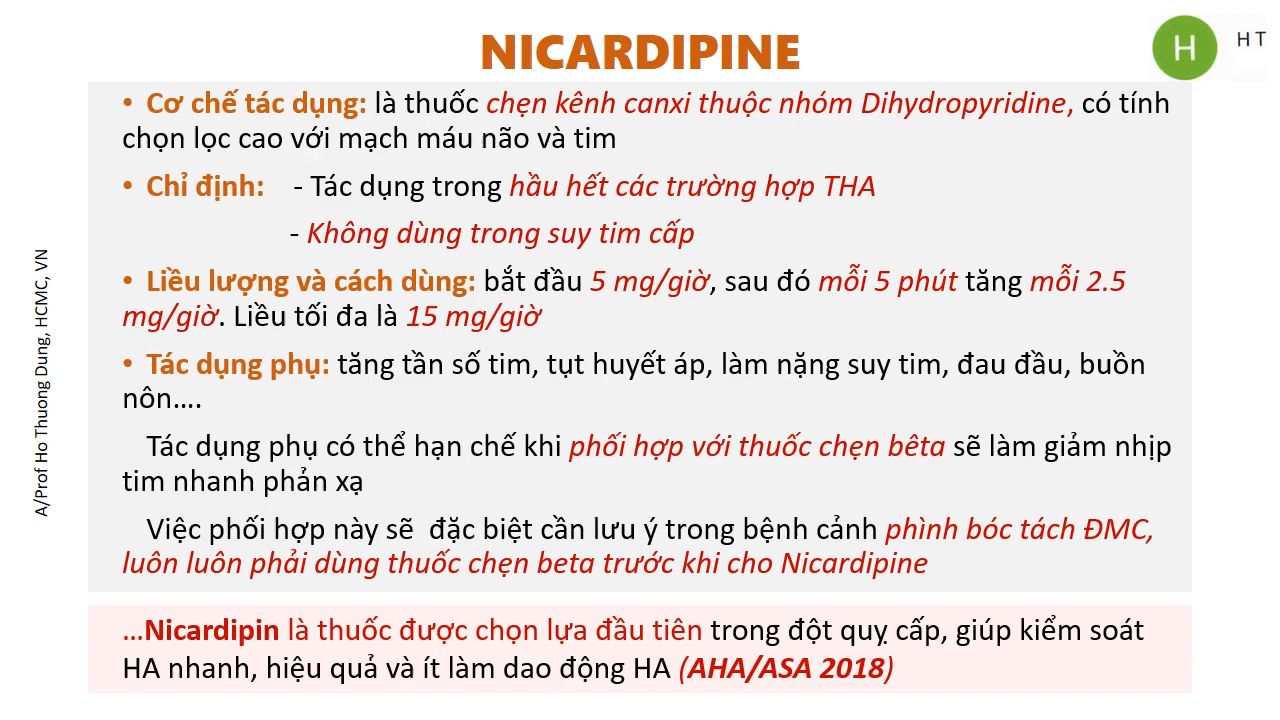 NICARDIPINE
H
H T
• Cơ chế tác dụng: là thuốc chẹn kênh canxi thuộc nhóm Dihydropyridine, có tính
chọn lọc cao với mạch máu não và tim
• Chỉ định: - Tác dụng trong hầu hết các trường hợp THA
- Không dùng trong suy tim cấp
• Liều lượng và cách dùng: bắt đầu 5 mg/giờ, sau đó mỗi 5 phút tăng mỗi 2.5
mg/giờ. Liều tối đa là 15 mg/giờ
• Tác dụng phụ: tăng tần số tim, tụt huyết áp, làm nặng suy tim, đau đầu, buồn
nôn….
Tác dụng phụ có thể hạn chế khi phối hợp với thuốc chẹn bêta sẽ làm giảm nhịp
tim nhanh phản xạ
Việc phối hợp này sẽ đặc biệt cần lưu ý trong bệnh cảnh phình bóc tách ĐMC,
luôn luôn phải dùng thuốc chẹn beta trước khi cho Nicardipine
…Nicardipin là thuốc được chọn lựa đầu tiên trong đột quỵ cấp, giúp kiểm soát
HA nhanh, hiệu quả và ít làm dao động HA (AHA/ASA 2018)
A/Prof Ho Thuong Dung, HCMC, VN